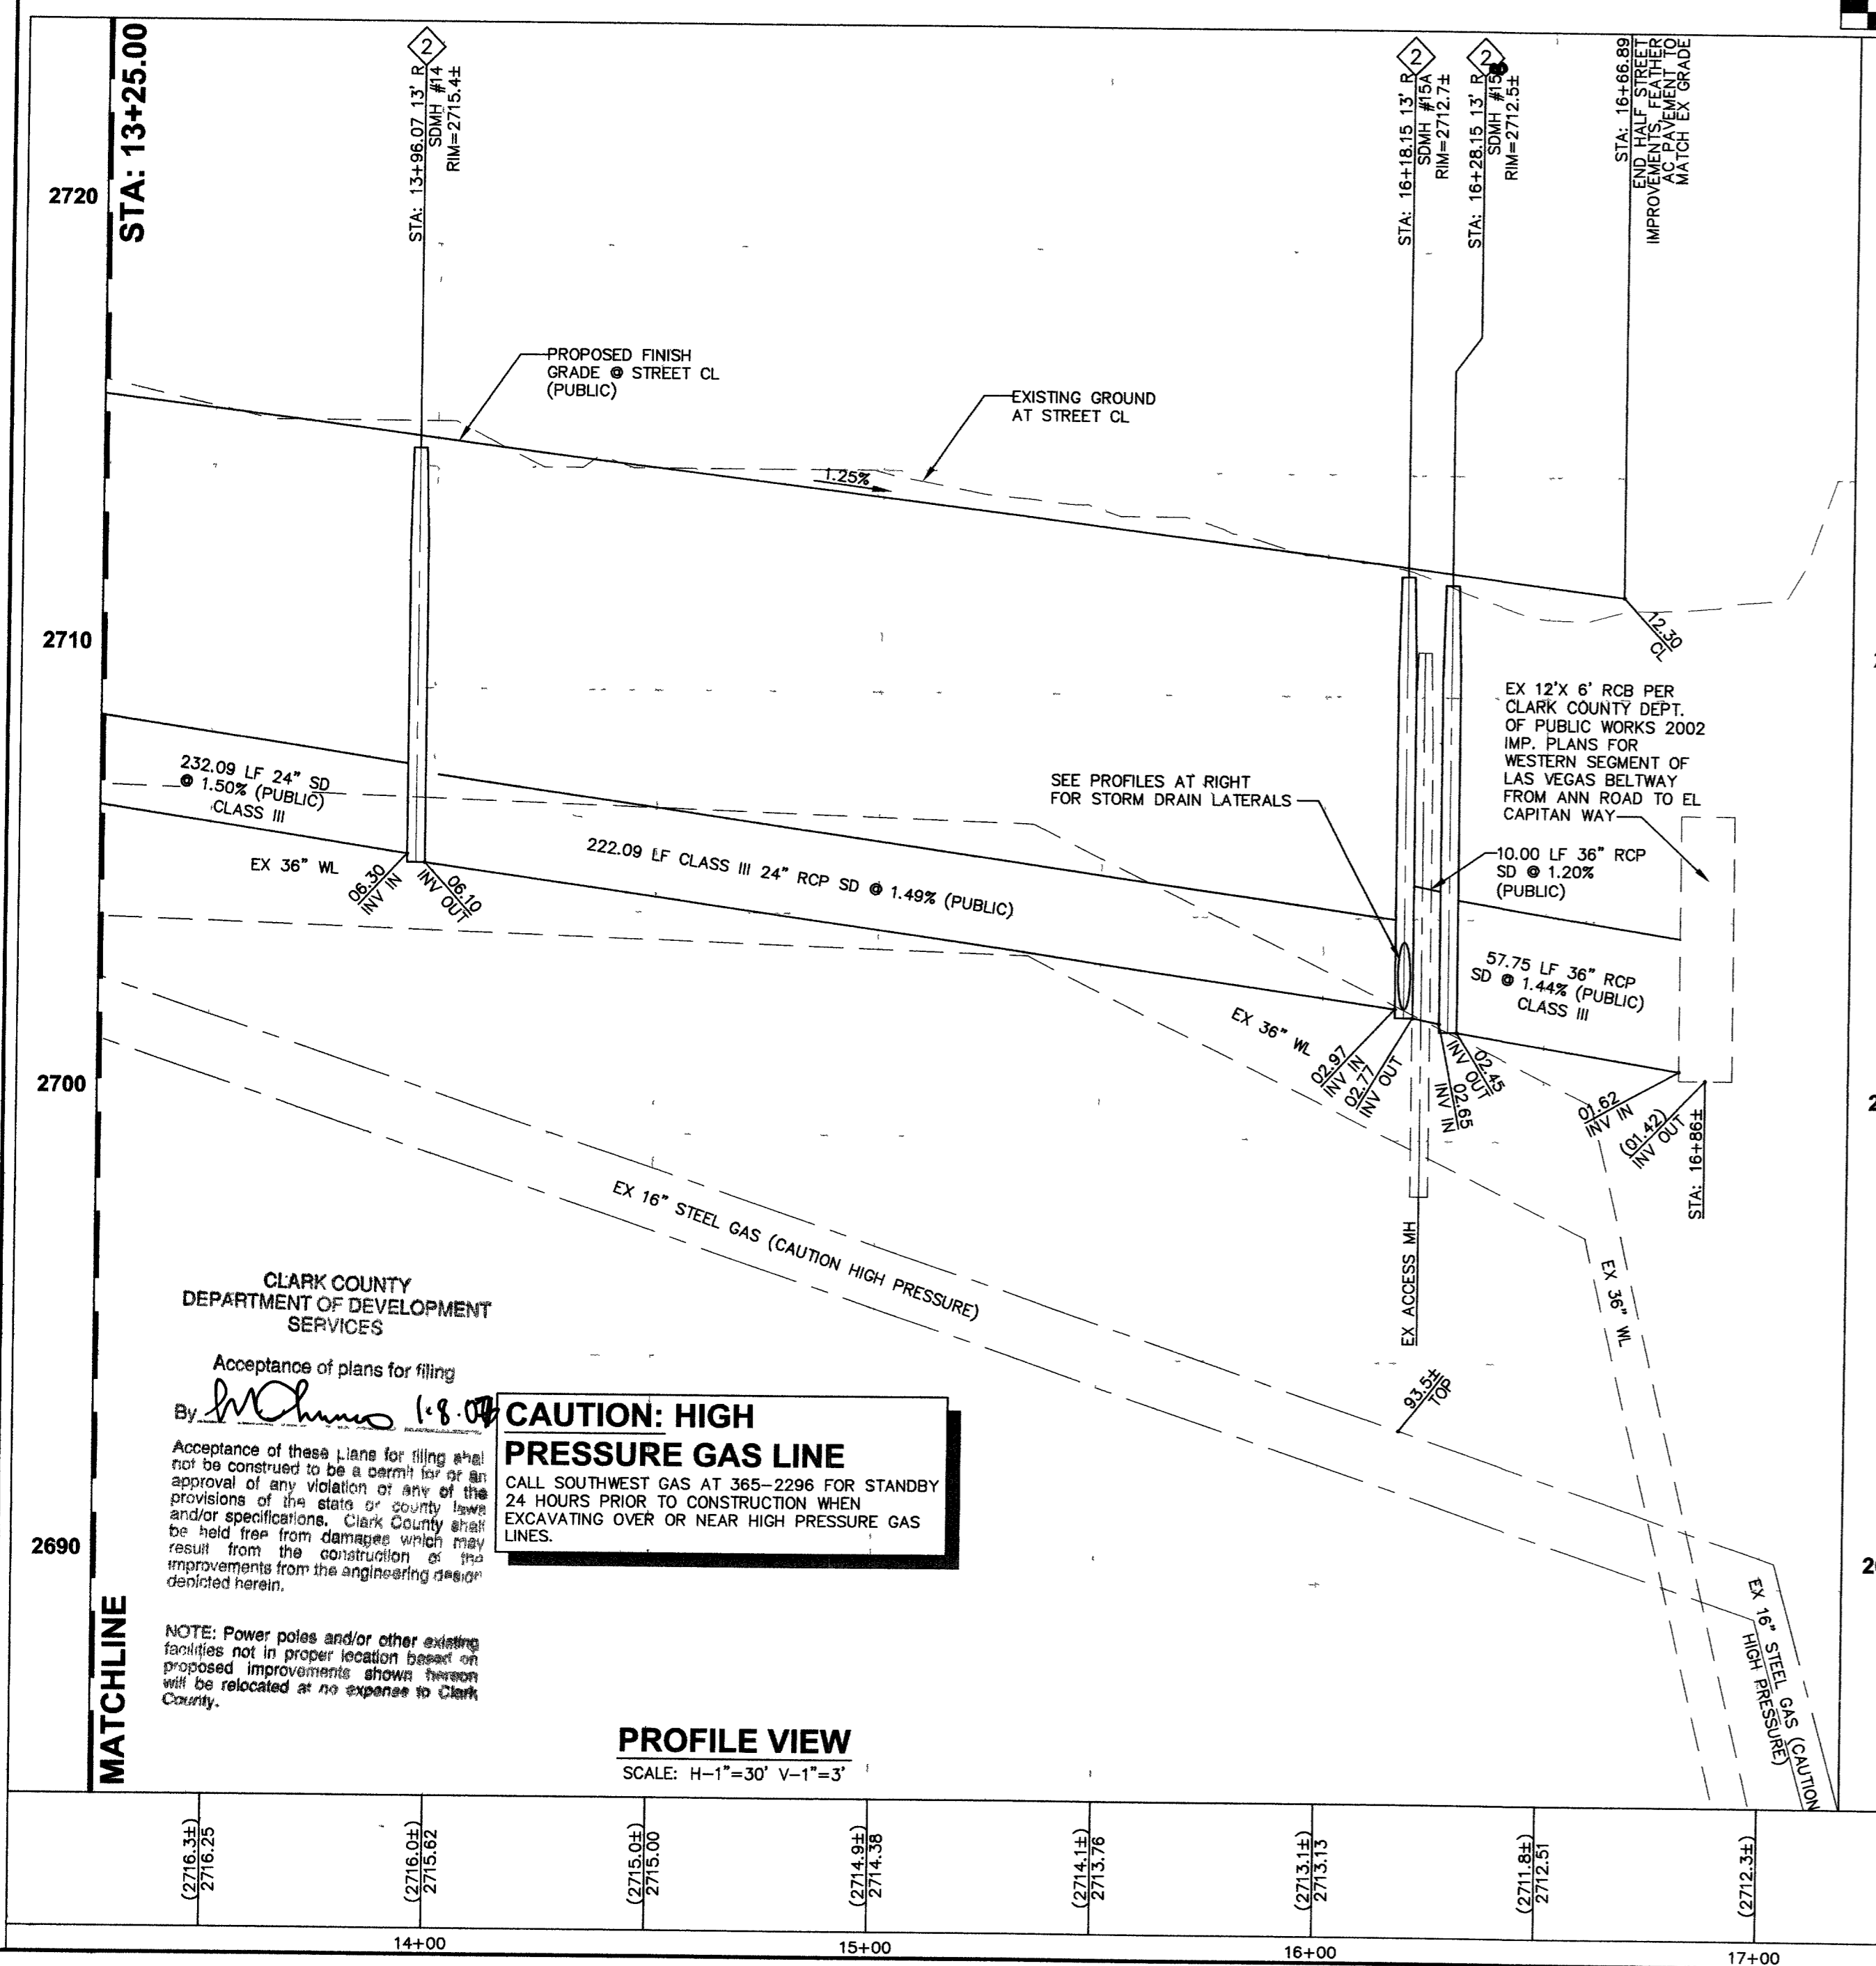 STA: 13+25.00
2
STA: 13+96.07 13' R
SDMH #14
RIM=2715.4±
2
STA: 16+18.15 13' R
SDMH #15A
RIM=2712.7±
2
STA: 16+28.15 13' R
SDMH #15B
RIM=2712.5±
STA: 16+66.89
END HALF STREET
IMPROVEMENTS, FEATHER
AC PAVEMENT TO
MATCH EX GRADE
2720
PROPOSED FINISH
GRADE @ STREET CL
(PUBLIC)
EXISTING GROUND
AT STREET CL
1.25%
2710
12.30
CL
EX 12'X 6' RCB PER
CLARK COUNTY DEPT.
OF PUBLIC WORKS 2002
IMP. PLANS FOR
WESTERN SEGMENT OF
LAS VEGAS BELTWAY
FROM ANN ROAD TO EL
CAPITAN WAY
232.09 LF 24" SD
@ 1.50% (PUBLIC)
CLASS III
SEE PROFILES AT RIGHT
FOR STORM DRAIN LATERALS
222.09 LF CLASS III 24" RCP SD @ 1.49% (PUBLIC)
10.00 LF 36" RCP
SD @ 1.20%
(PUBLIC)
EX 36" WL
06.30
INV IN
06.10
INV OUT
57.75 LF 36" RCP
SD @ 1.44% (PUBLIC)
CLASS III
EX 36" WL
02.97
INV IN
02.77
INV OUT
02.45
INV OUT
02.65
INV IN
2700
01.62
INV IN
(01.42)
INV OUT
STA: 16+86±
EX 16" STEEL GAS (CAUTION HIGH PRESSURE)
EX ACCESS MH
EX 36" WL
93.5±
TOP
CLARK COUNTY
DEPARTMENT OF DEVELOPMENT
SERVICES
Acceptance of plans for filing
By
Acceptance of these plans for filing shall
not be construed to be a permit for or an
approval of any violation of any of the
provisions of the state or county laws
and/or specifications. Clark County shall
be held free from damages which may
result from the construction of the
improvements from the engineering design
depicted herein.
NOTE: Power poles and/or other existing
facilities not in proper location based on
proposed improvements shown hereon
will be relocated at no expense to Clark
County.
CAUTION: HIGH
PRESSURE GAS LINE
CALL SOUTHWEST GAS AT 365-2296 FOR STANDBY
24 HOURS PRIOR TO CONSTRUCTION WHEN
EXCAVATING OVER OR NEAR HIGH PRESSURE GAS
LINES.
2690
EX 16" STEEL GAS (CAUTION
HIGH PRESSURE)
MATCHLINE
PROFILE VIEW
SCALE: H-1"=30' V-1"=3'
(2716.3±)
2716.25
(2716.0±)
2715.62
(2715.0±)
2715.00
(2714.9±)
2714.38
(2714.1±)
2713.76
(2713.1±)
2713.13
(2711.8±)
2712.51
(2712.3±)
14+00
15+00
16+00
17+00